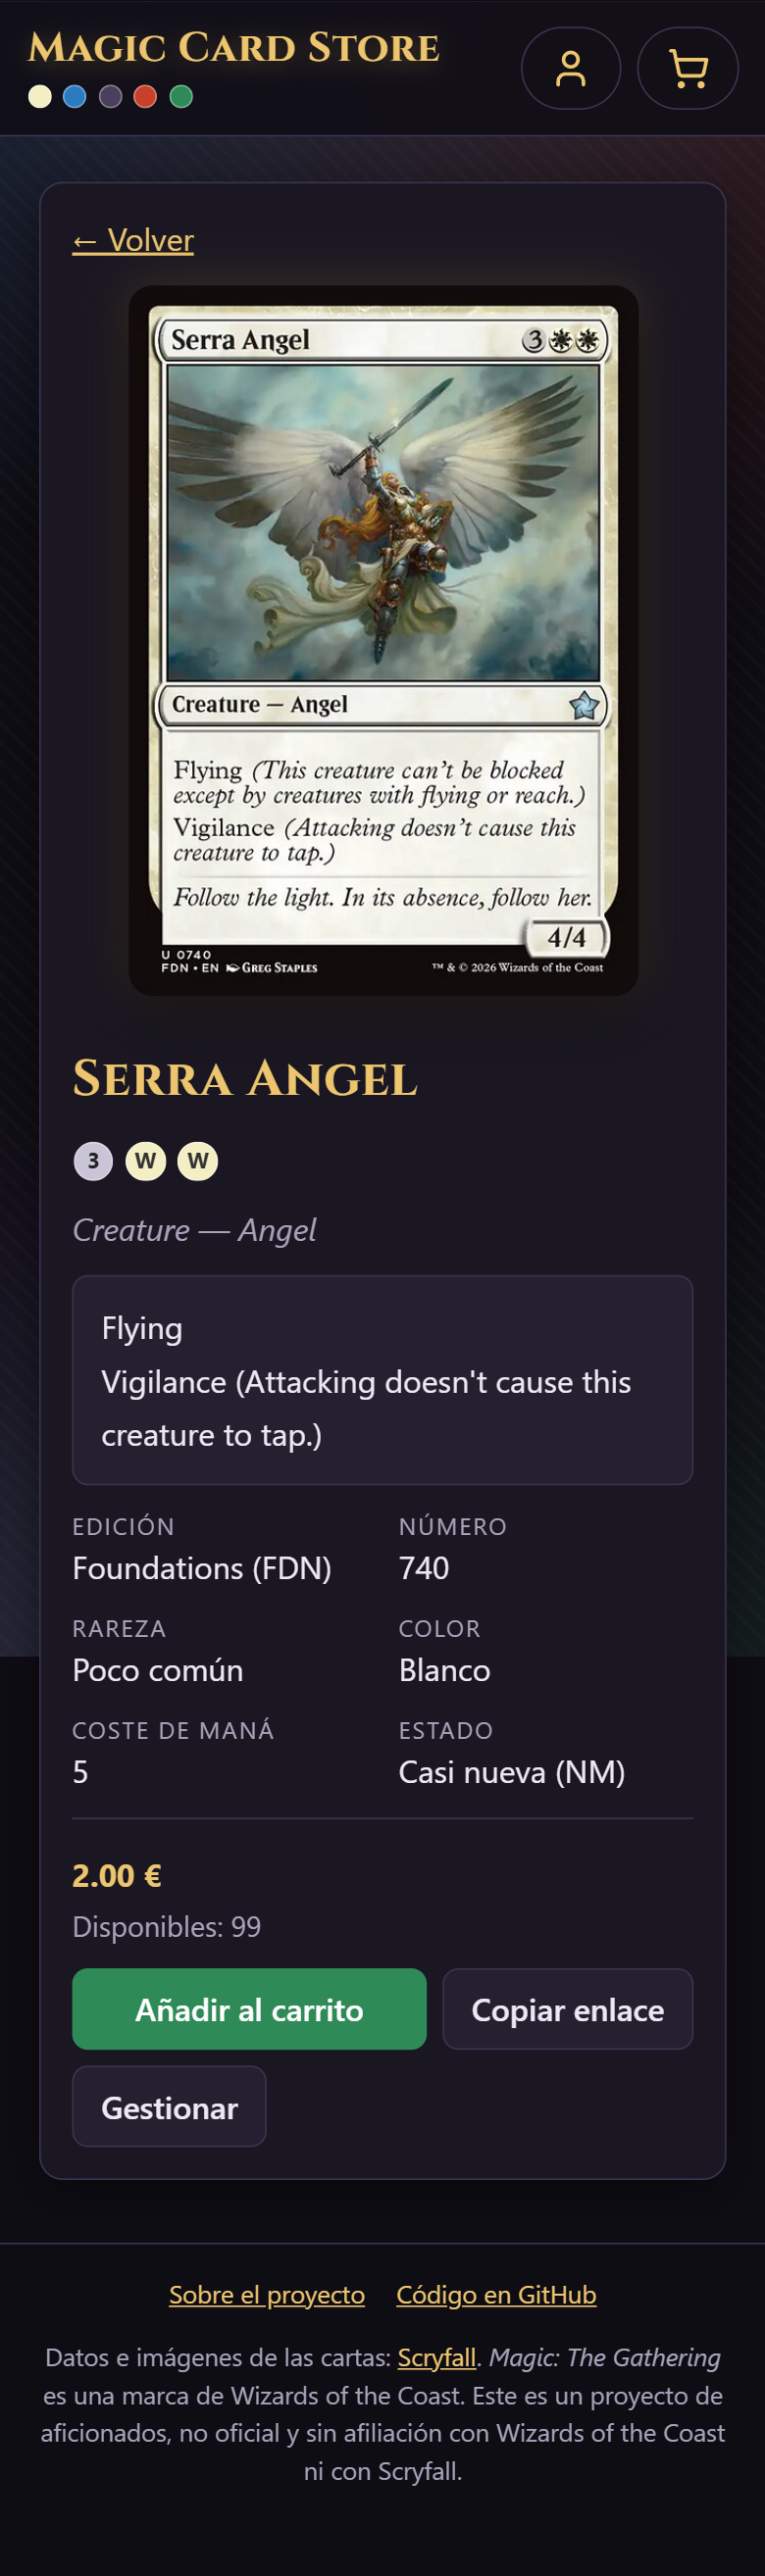 Magic Card Store
← Volver
Serra Angel 3
Creature — Angel
Flying (This creature can't be blocked
except by creatures with flying or reach.)
Vigilance (Attacking doesn't cause this
creature to tap.)
Follow the light. In its absence, follow her.
4/4
U 0740
FDN • EN Greg Staples
™ & © 2026 Wizards of the Coast
Serra Angel
3 W W
Creature — Angel
Flying
Vigilance (Attacking doesn't cause this
creature to tap.)
EDICIÓN NÚMERO
Foundations (FDN) 740
RAREZA COLOR
Poco común Blanco
COSTE DE MANÁ ESTADO
5 Casi nueva (NM)
2.00 €
Disponibles: 99
Añadir al carrito Copiar enlace
Gestionar
Sobre el proyecto Código en GitHub
Datos e imágenes de las cartas: Scryfall. Magic: The Gathering
es una marca de Wizards of the Coast. Este es un proyecto de
aficionados, no oficial y sin afiliación con Wizards of the Coast
ni con Scryfall.